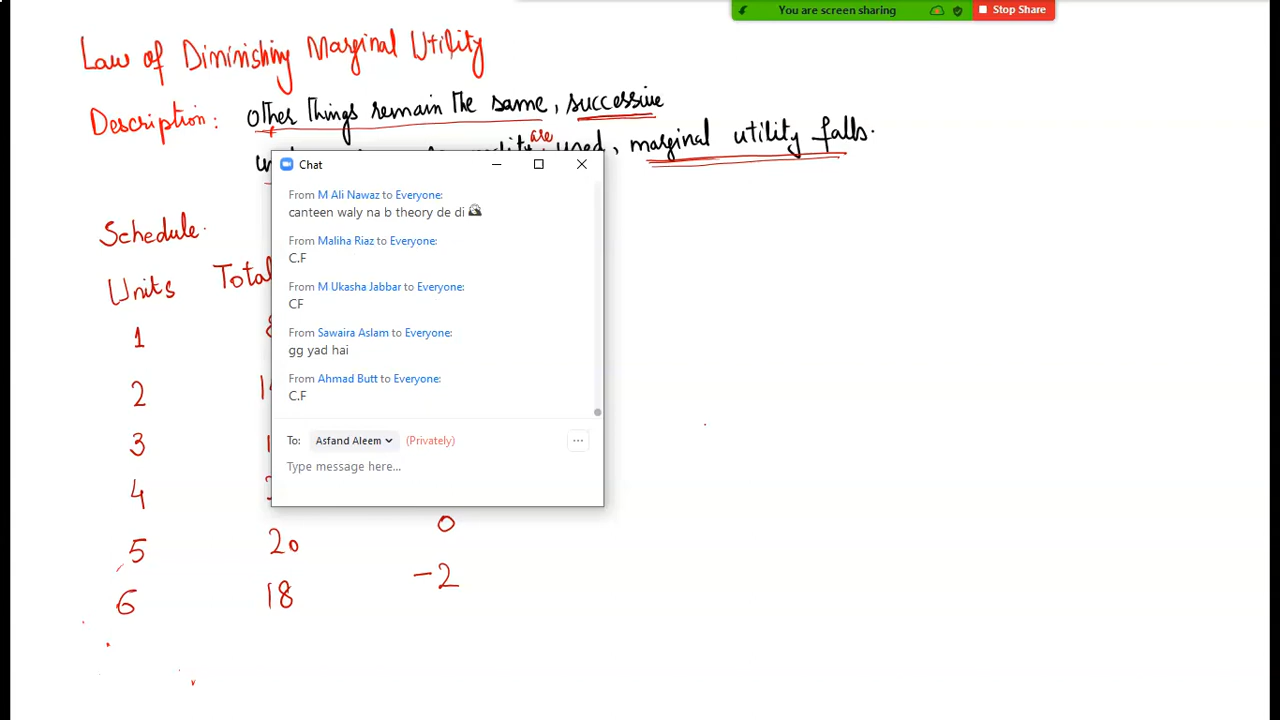 You are screen sharing
Stop Share
Law of Diminishing Marginal Utility
Description: other things remain the same, successive
are used, marginal utility falls.
Chat
From M Ali Nawaz to Everyone:
canteen waly na b theory de di
From Maliha Riaz to Everyone:
C.F
From M Ukasha Jabbar to Everyone:
CF
From Sawaira Aslam to Everyone:
gg yad hai
From Ahmad Butt to Everyone:
C.F
To: Asfand Aleem (Privately)
Type message here...
Schedule.
Units Total
1
2
3
4
0
5 20
-2
6 18